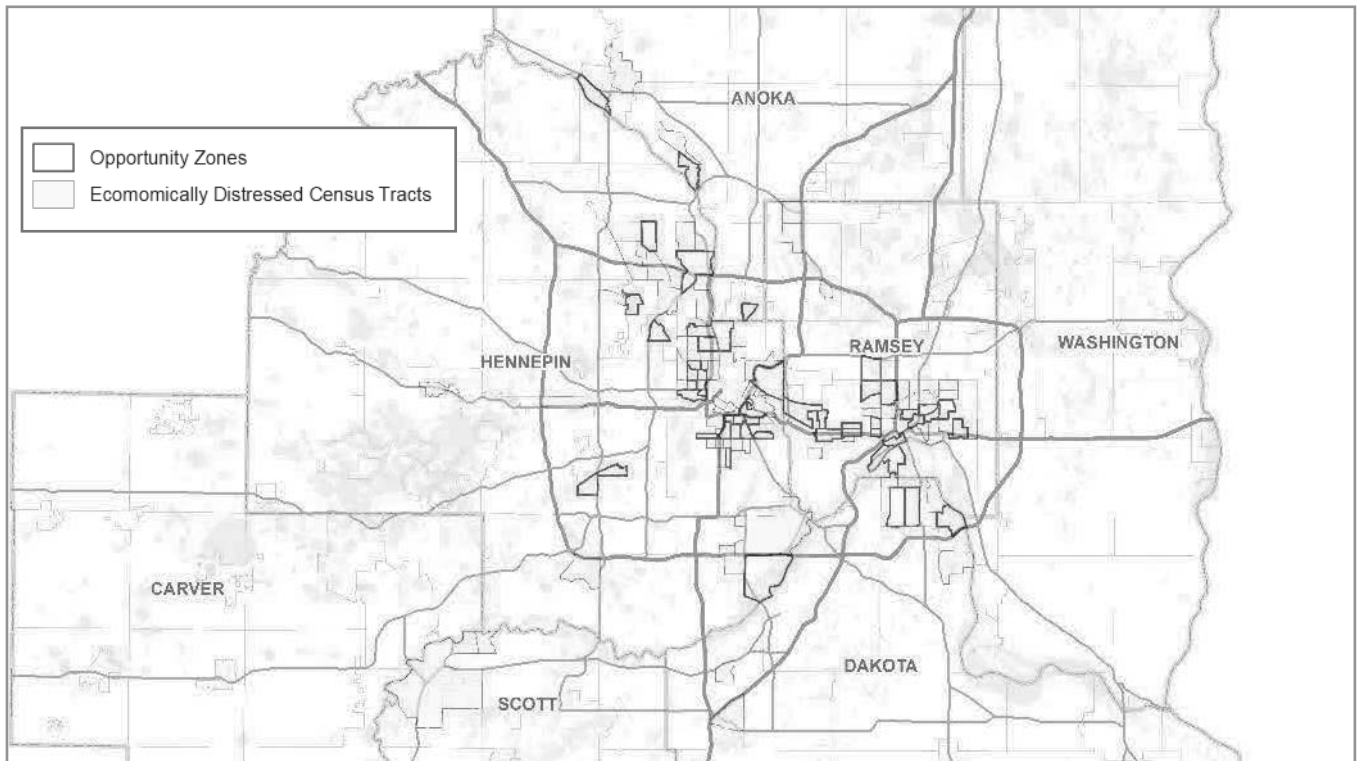 ANOKA
Opportunity Zones
Ecomomically Distressed Census Tracts
HENNEPIN
RAMSEY
WASHINGTON
CARVER
DAKOTA
SCOTT